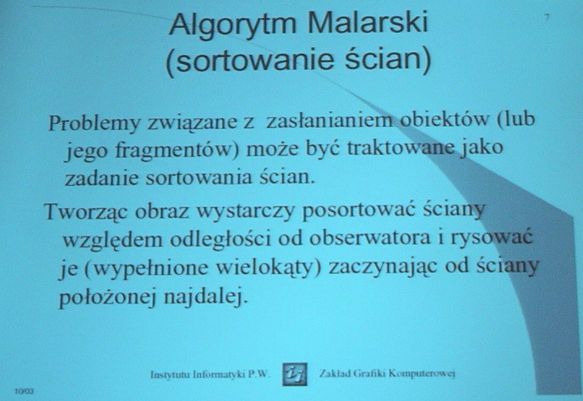 7
Algorytm Malarski
(sortowanie ścian)
Problemy związane z zasłanianiem obiektów (lub
jego fragmentów) może być traktowane jako
zadanie sortowania ścian.
Tworząc obraz wystarczy posortować ściany
względem odległości od obserwatora i rysować
je (wypełnione wielokąty) zaczynając od ściany
położonej najdalej.
Instytutu Informatyki P.W. Zakład Grafiki Komputerowej
10/03